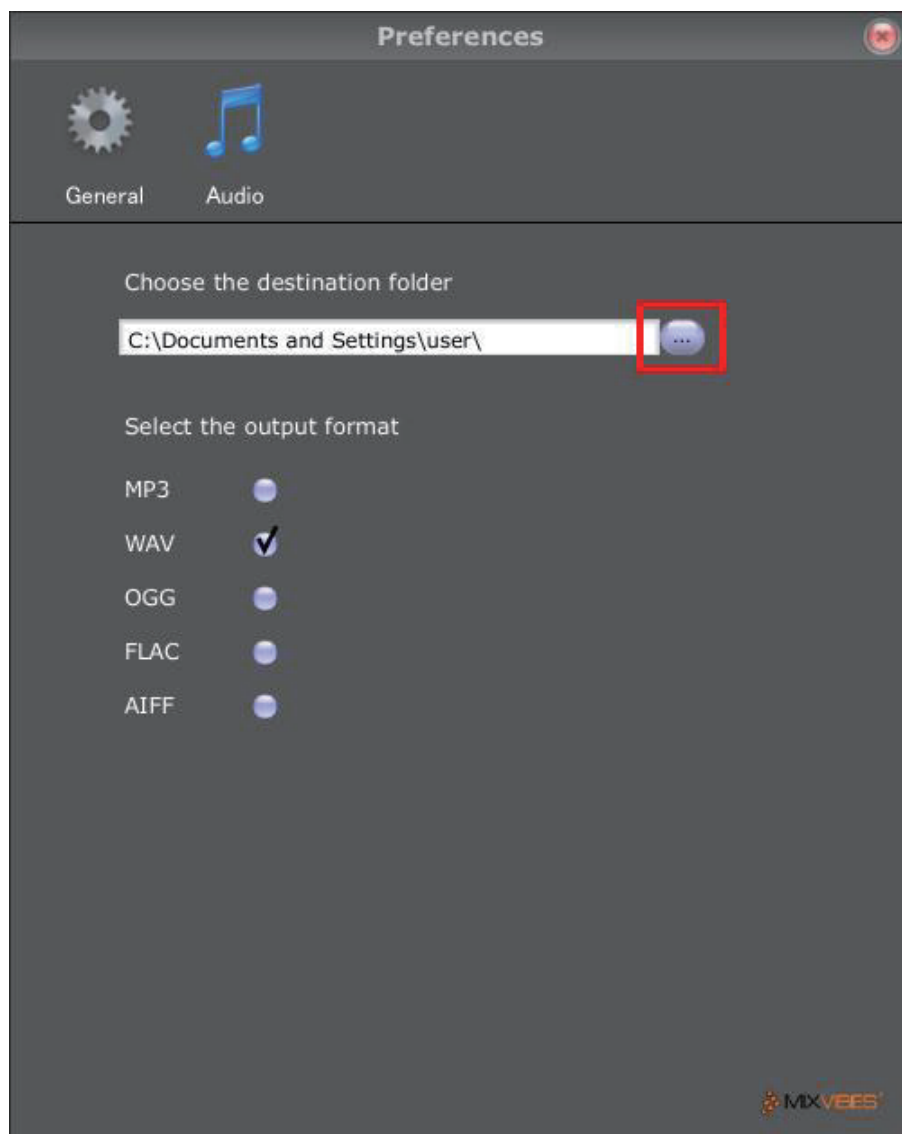 Preferences
General Audio
Choose the destination folder
C:\Documents and Settings\user\
...
Select the output format
MP3
WAV
OGG
FLAC
AIFF
MIXVIBES